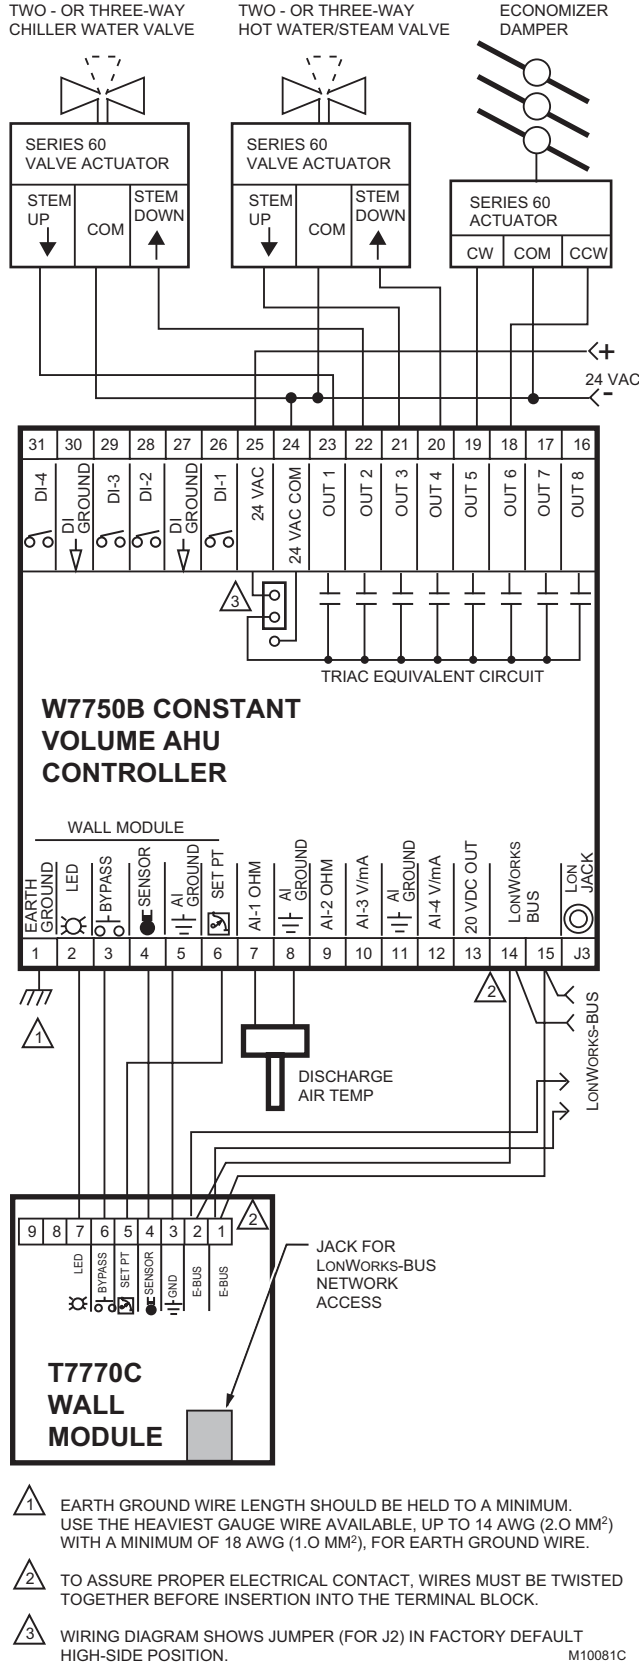 TWO - OR THREE-WAY
CHILLER WATER VALVE
TWO - OR THREE-WAY
HOT WATER/STEAM VALVE
ECONOMIZER
DAMPER
SERIES 60
VALVE ACTUATOR
STEM
UP
COM
STEM
DOWN
SERIES 60
VALVE ACTUATOR
STEM
UP
COM
STEM
DOWN
SERIES 60
ACTUATOR
CW COM CCW
+
24 VAC
-
31 30 29 28 27 26 25 24 23 22 21 20 19 18 17 16
DI-4
DI
GROUND
DI-3
DI-2
DI
GROUND
DI-1
24 VAC
24 VAC COM
OUT 1
OUT 2
OUT 3
OUT 4
OUT 5
OUT 6
OUT 7
OUT 8
3
TRIAC EQUIVALENT CIRCUIT
W7750B CONSTANT
VOLUME AHU
CONTROLLER
WALL MODULE
EARTH
GROUND
LED
BYPASS
SENSOR
AI
GROUND
SET PT
AI-1 OHM
AI
GROUND
AI-2 OHM
AI-3 V/mA
AI
GROUND
AI-4 V/mA
20 VDC OUT
LONWORKS
BUS
LON
JACK
1 2 3 4 5 6 7 8 9 10 11 12 13 14 15 J3
1
2
DISCHARGE
AIR TEMP
LONWORKS-BUS
9 8 7 6 5 4 3 2 1
2
LED
BYPASS
SET PT
SENSOR
GND
E-BUS
E-BUS
JACK FOR
LONWORKS-BUS
NETWORK
ACCESS
T7770C
WALL
MODULE
1 EARTH GROUND WIRE LENGTH SHOULD BE HELD TO A MINIMUM.
USE THE HEAVIEST GAUGE WIRE AVAILABLE, UP TO 14 AWG (2.O MM²)
WITH A MINIMUM OF 18 AWG (1.O MM²), FOR EARTH GROUND WIRE.
2 TO ASSURE PROPER ELECTRICAL CONTACT, WIRES MUST BE TWISTED
TOGETHER BEFORE INSERTION INTO THE TERMINAL BLOCK.
3 WIRING DIAGRAM SHOWS JUMPER (FOR J2) IN FACTORY DEFAULT
HIGH-SIDE POSITION.
M10081C